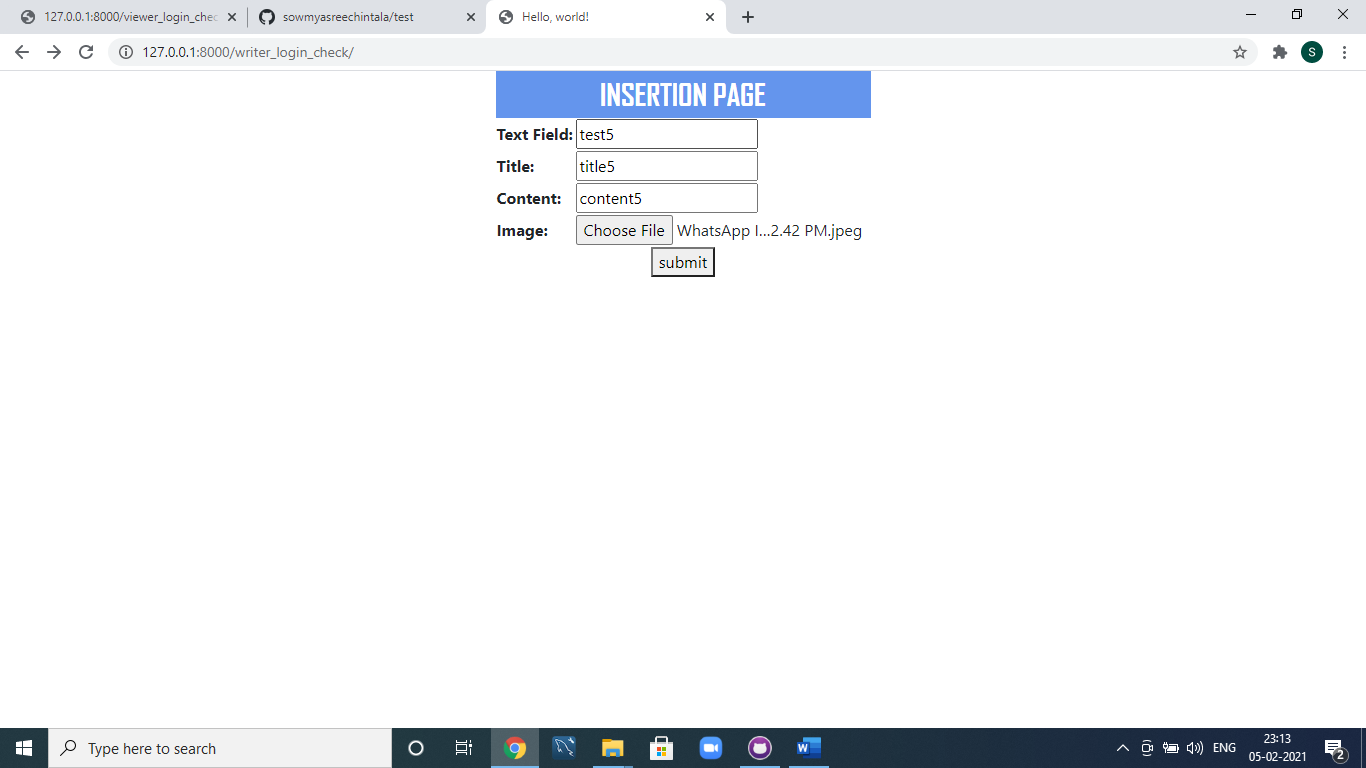 127.0.0.1:8000/viewer_login_chec
sowmyasreechintala/test
Hello, world!
127.0.0.1:8000/writer_login_check/
S
INSERTION PAGE
Text Field: test5
Title: title5
Content: content5
Image: Choose File WhatsApp I...2.42 PM.jpeg
submit
Type here to search
W
ENG
23:13
05-02-2021
2